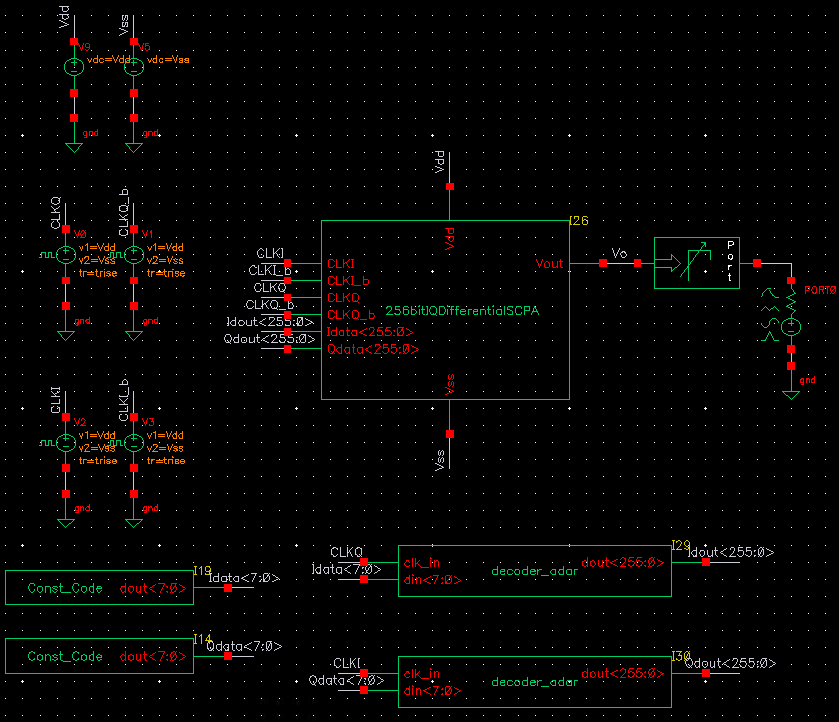 Vdd
Vss
V9
vdc=Vdd
V5
vdc=Vss
gnd
gnd
CLKQ
CLKQ_b
V0
v1=Vdd
v2=Vss
tr=trise
V1
v1=Vdd
v2=Vss
tr=trise
gnd
gnd
CLKI
CLKI_b
V2
v1=Vdd
v2=Vss
tr=trise
V3
v1=Vdd
v2=Vss
tr=trise
gnd
gnd
Vdd
I26
Vdd
CLKI
CLKI_b
CLKQ
CLKQ_b
Idout<255:0>
Qdout<255:0>
CLKI
CLKI_b
CLKQ
CLKQ_b
Idata<255:0>
Qdata<255:0>
256bitIQDifferentialSCPA
Vout
Vo
Port
PORT0
gnd
Vss
Vss
I19
Const_Code
dout<7:0>
Idata<7:0>
I14
Const_Code
dout<7:0>
Qdata<7:0>
CLKQ
Idata<7:0>
clk_in
din<7:0>
decoder_adar
dout<255:0>
I29
Idout<255:0>
CLKI
Qdata<7:0>
clk_in
din<7:0>
decoder_adar
dout<255:0>
I30
Qdout<255:0>